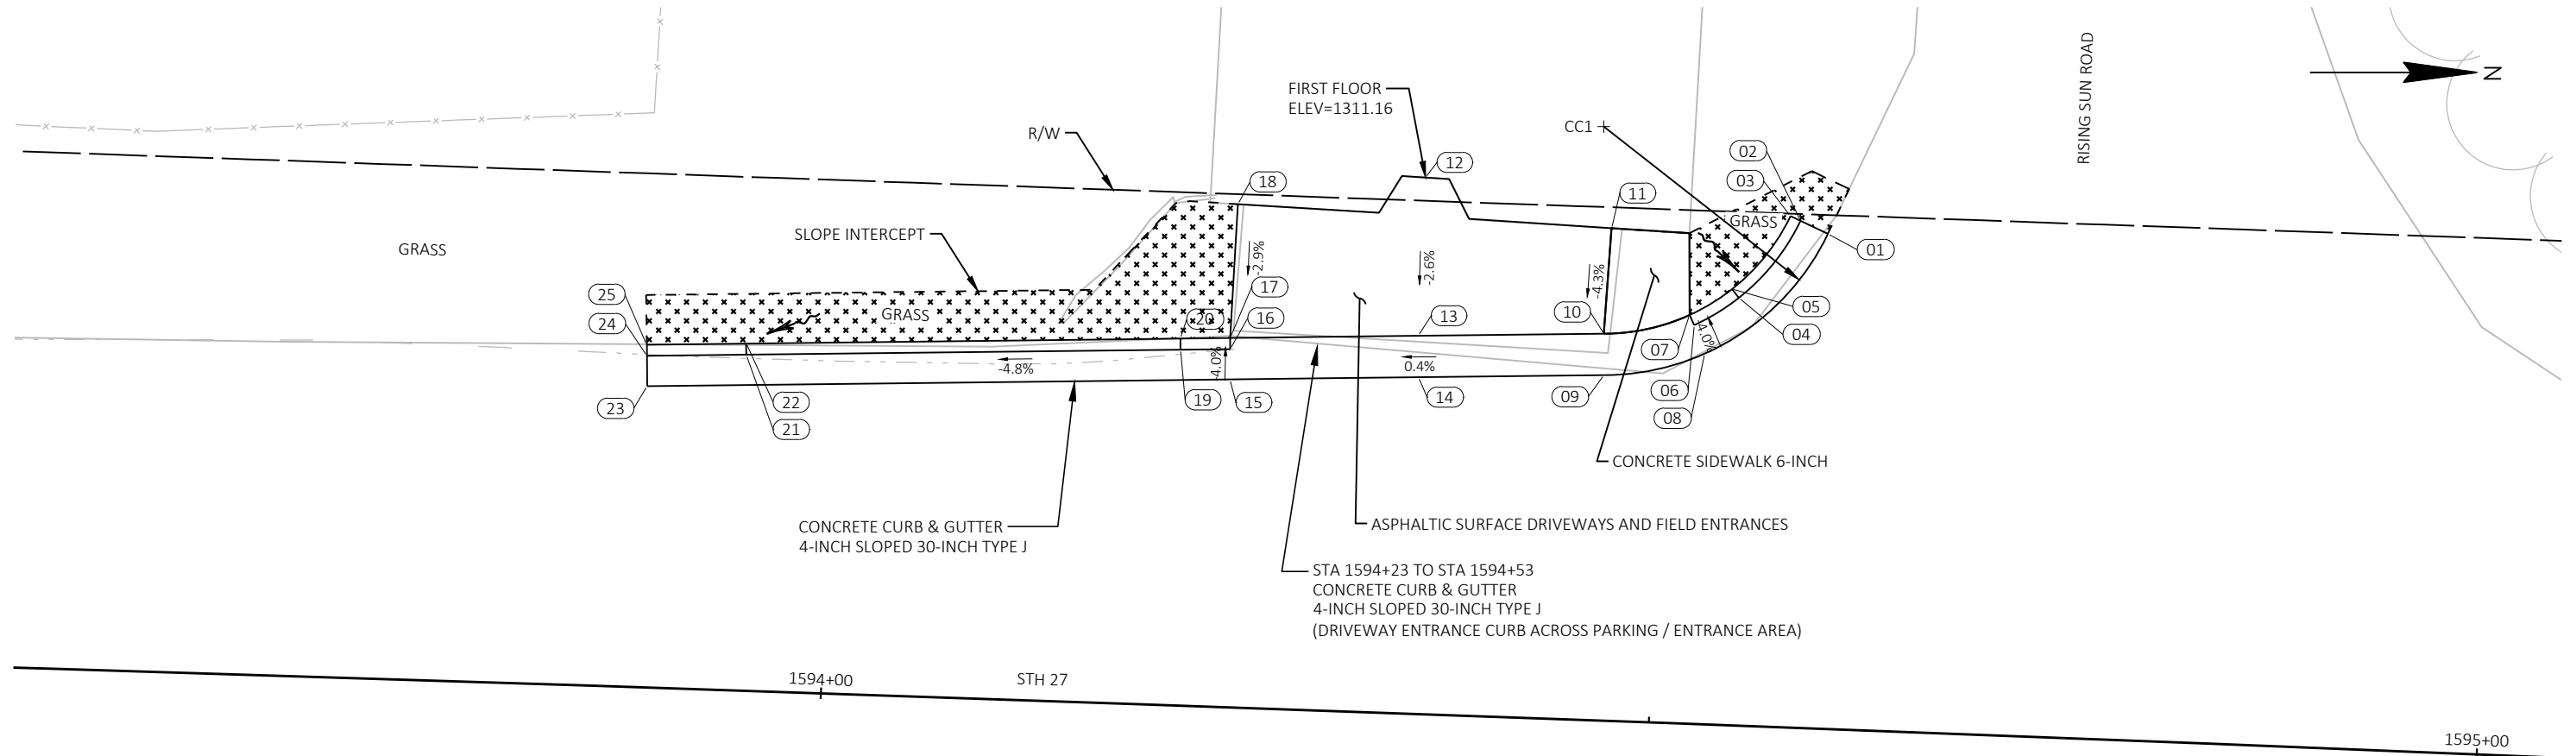 RISING SUN ROAD
N
FIRST FLOOR
ELEV=1311.16
CC1
R/W
02
03
12
18
11
GRASS
01
SLOPE INTERCEPT
GRASS
-2.9%
-2.6%
-4.3%
25
17
05
24
GRASS
20
16
13
10
04
07
4.0%
-4.8%
-4.0%
0.4%
06
23
22
19
15
14
09
08
21
CONCRETE SIDEWALK 6-INCH
CONCRETE CURB & GUTTER
4-INCH SLOPED 30-INCH TYPE J
ASPHALTIC SURFACE DRIVEWAYS AND FIELD ENTRANCES
STA 1594+23 TO STA 1594+53
CONCRETE CURB & GUTTER
4-INCH SLOPED 30-INCH TYPE J
(DRIVEWAY ENTRANCE CURB ACROSS PARKING / ENTRANCE AREA)
1594+00
STH 27
1595+00